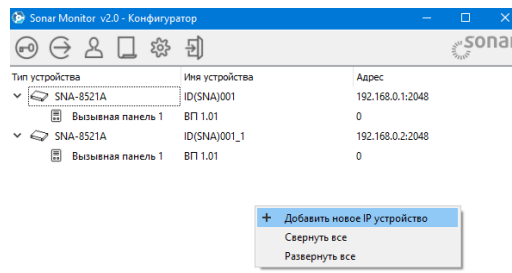 Sonar Monitor v2.0 - Конфигуратор
sonar
Тип устройства Имя устройства Адрес
SNA-8521A ID(SNA)001 192.168.0.1:2048
Вызывная панель 1 ВП 1.01 0
SNA-8521A ID(SNA)001_1 192.168.0.2:2048
Вызывная панель 1 ВП 1.01 0
Добавить новое IP устройство
Свернуть все
Развернуть все